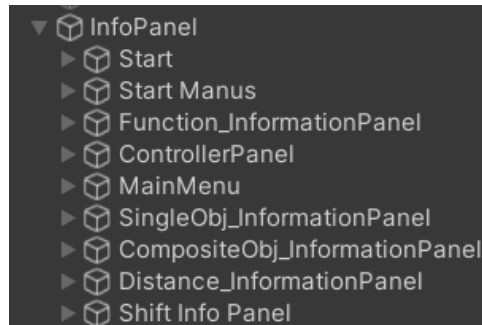 InfoPanel
Start
Start Manus
Function_InformationPanel
ControllerPanel
MainMenu
SingleObj_InformationPanel
CompositeObj_InformationPanel
Distance_InformationPanel
Shift Info Panel